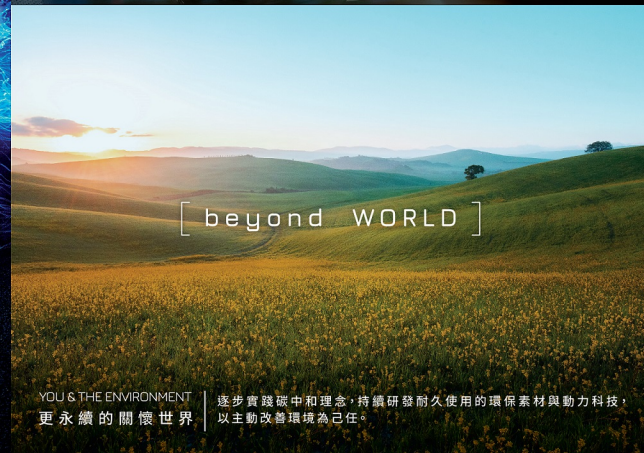 [ beyond WORLD ]
YOU & THE ENVIRONMENT
更永續的關懷世界
逐步實踐碳中和理念，持續研發耐久使用的環保素材與動力科技，
以主動改善環境為己任。